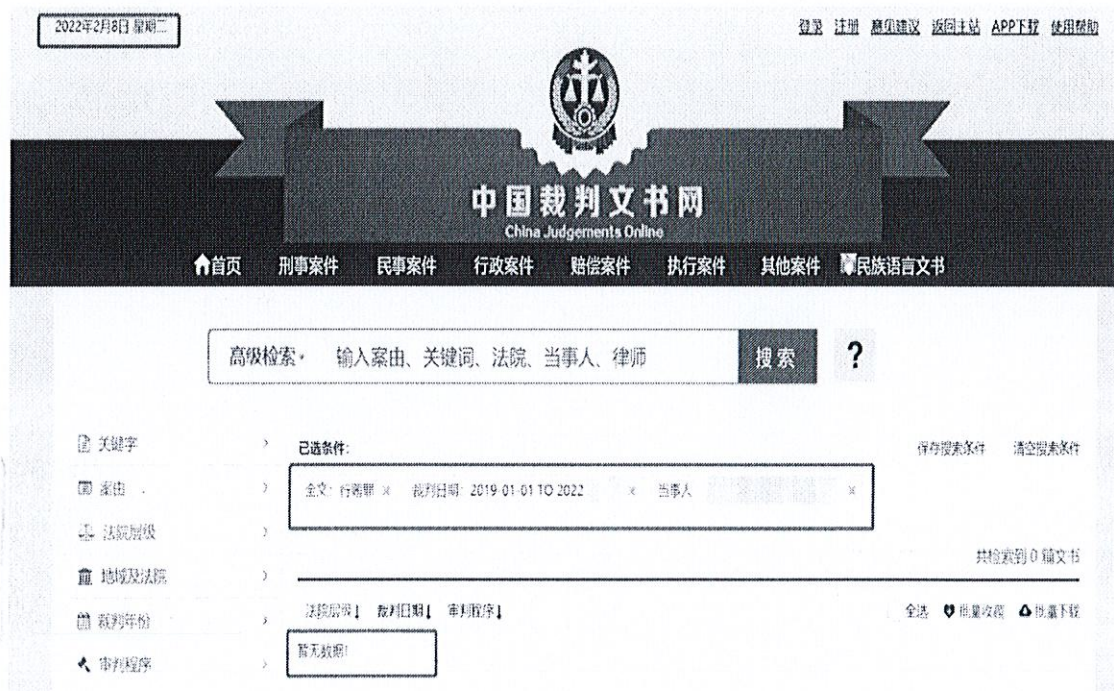 2022年2月8日 星期二
登录 注册 意见建议 返回主站 APP下载 使用帮助
中国裁判文书网
China Judgements Online
首页 刑事案件 民事案件 行政案件 赔偿案件 执行案件 其他案件 民族语言文书
高级检索 输入案由、关键词、法院、当事人、律师 搜索 ?
关键字
已选条件:
保存搜索条件 清空搜索条件
案由
全文: 行贿罪 × 裁判日期: 2019-01-01 TO 2022 × 当事人 ×
法院层级
共检索到 0 篇文书
地域及法院
法院层级↓ 裁判日期↓ 审判程序↓
全选 批量收藏 批量下载
裁判年份
暂无数据!
审判程序